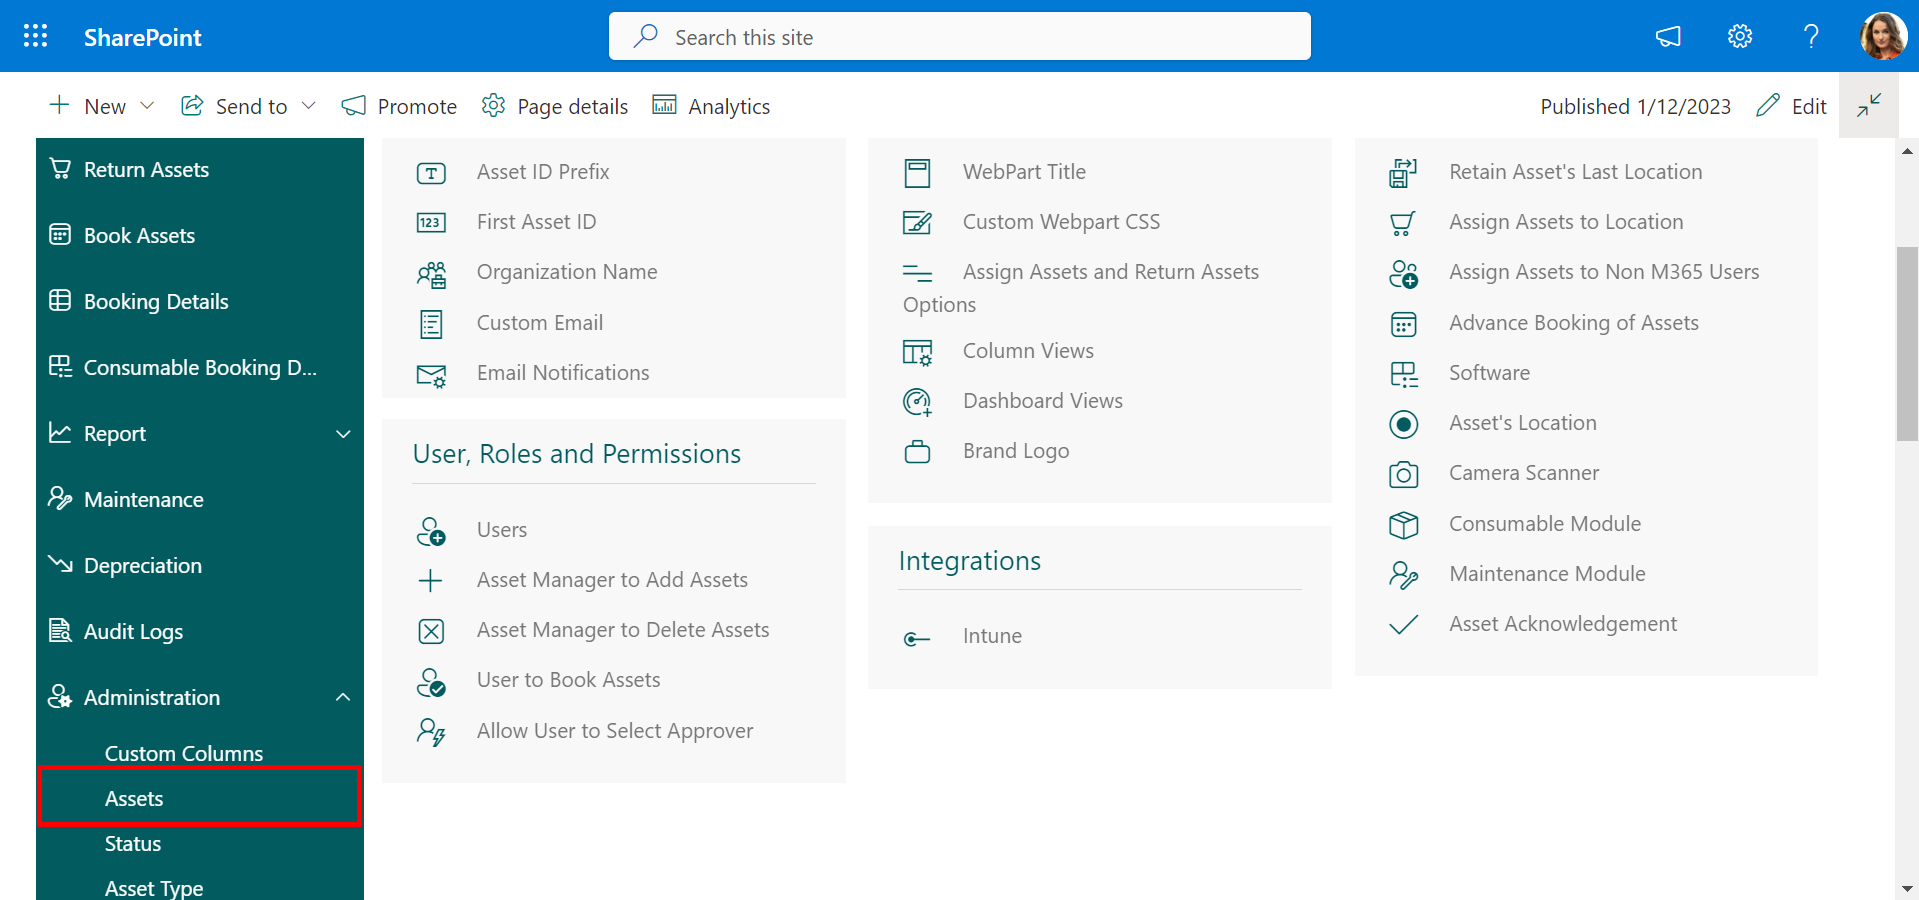 SharePoint
Search this site
New
Send to
Promote
Page details
Analytics
Published 1/12/2023
Edit
Return Assets
Book Assets
Booking Details
Consumable Booking D...
Report
Maintenance
Depreciation
Audit Logs
Administration
Custom Columns
Assets
Status
Asset Type
Asset ID Prefix
First Asset ID
Organization Name
Custom Email
Email Notifications
User, Roles and Permissions
Users
Asset Manager to Add Assets
Asset Manager to Delete Assets
User to Book Assets
Allow User to Select Approver
WebPart Title
Custom Webpart CSS
Assign Assets and Return Assets
Options
Column Views
Dashboard Views
Brand Logo
Integrations
Intune
Retain Asset's Last Location
Assign Assets to Location
Assign Assets to Non M365 Users
Advance Booking of Assets
Software
Asset's Location
Camera Scanner
Consumable Module
Maintenance Module
Asset Acknowledgement